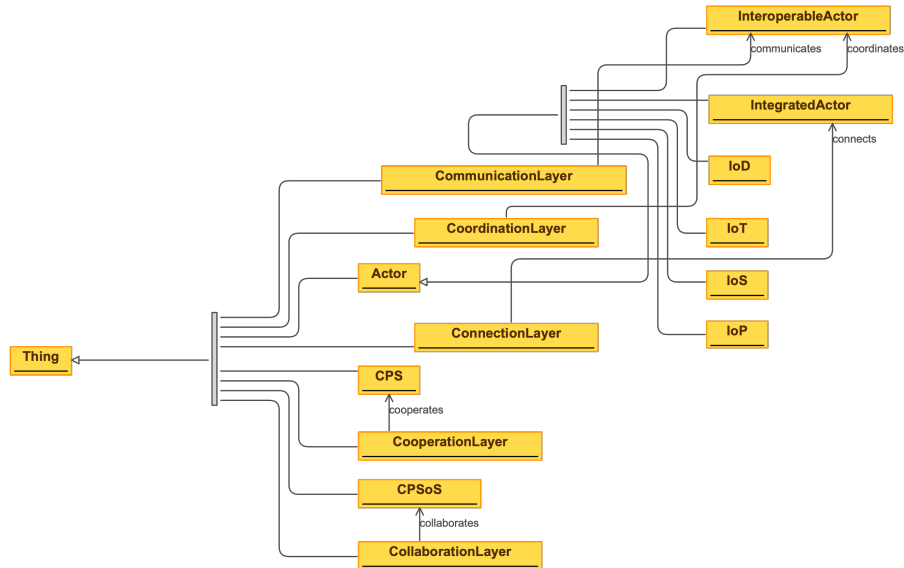 InteroperableActor
communicates
coordinates
IntegratedActor
connects
IoD
CommunicationLayer
CoordinationLayer
IoT
Actor
IoS
ConnectionLayer
IoP
Thing
CPS
cooperates
CooperationLayer
CPSoS
collaborates
CollaborationLayer